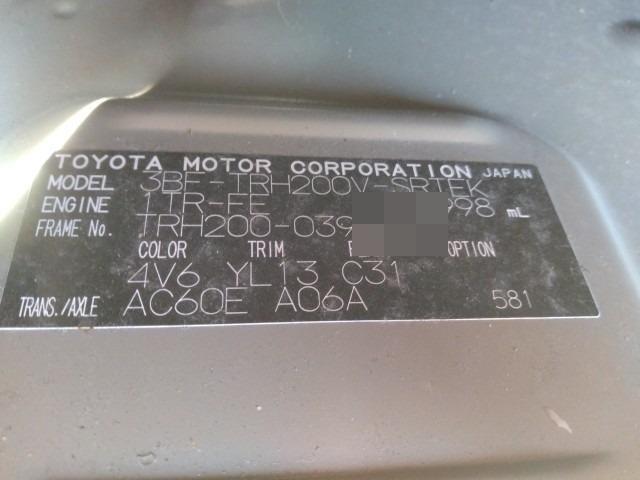 TOYOTA MOTOR CORPORATION JAPAN
MODEL 3BF-TRH200V-SRTEK
ENGINE 1TR-FE 998 mL
FRAME No. TRH200-039
COLOR TRIM OPTION
4V6 YL13 C31
TRANS./AXLE AC60E A06A 581